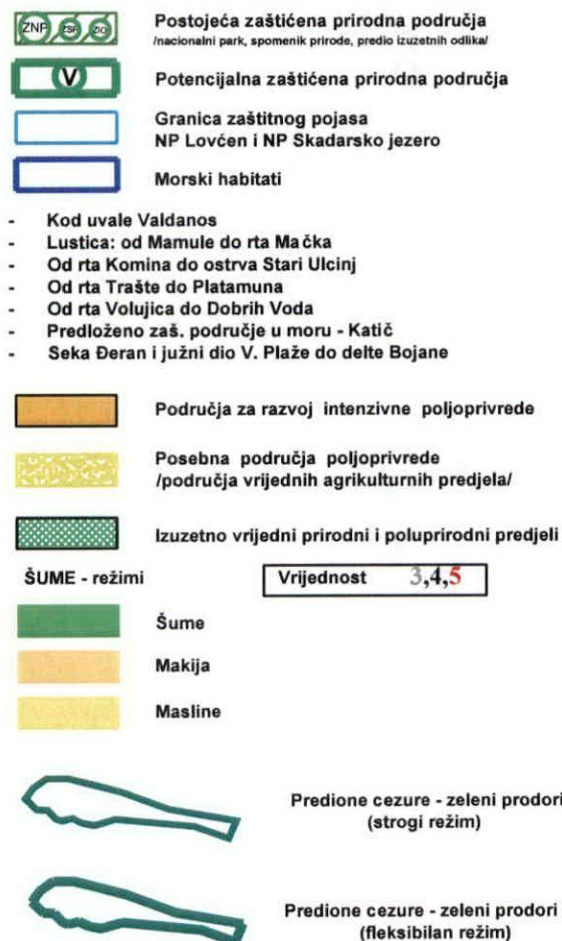 ZNP ZSP ZIO Postojeća zaštićena prirodna područja
/nacionalni park, spomenik prirode, predio izuzetnih odlika/
V Potencijalna zaštićena prirodna područja
Granica zaštitnog pojasa
NP Lovćen i NP Skadarsko jezero
Morski habitati
- Kod uvale Valdanos
- Lustica: od Mamule do rta Mačka
- Od rta Komina do ostrva Stari Ulcinj
- Od rta Trašte do Platamuna
- Od rta Volujica do Dobrih Voda
- Predloženo zaš. područje u moru - Katič
- Seka Đeran i južni dio V. Plaže do delte Bojane
Područja za razvoj intenzivne poljoprivrede
Posebna područja poljoprivrede
/područja vrijednih agrikulturnih predjela/
Izuzetno vrijedni prirodni i poluprirodni predjeli
ŠUME - režimi Vrijednost 3,4,5
Šume
Makija
Masline
Predione cezure - zeleni prodori
(strogi režim)
Predione cezure - zeleni prodori
(fleksibilan režim)